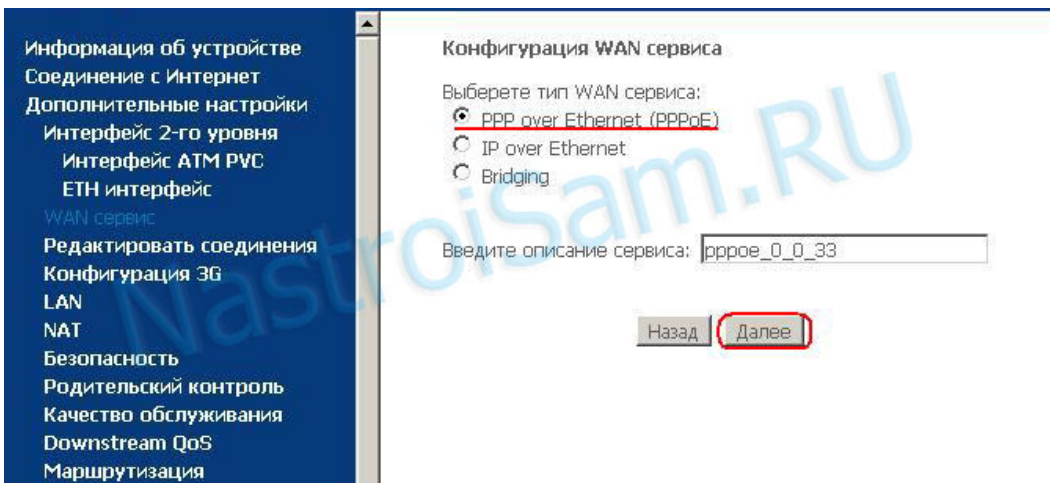 Информация об устройстве
Соединение с Интернет
Дополнительные настройки
Интерфейс 2-го уровня
Интерфейс ATM PVC
ETH интерфейс
WAN сервис
Редактировать соединения
Конфигурация 3G
LAN
NAT
Безопасность
Родительский контроль
Качество обслуживания
Downstream QoS
Маршрутизация
Конфигурация WAN сервиса
Выберете тип WAN сервиса:
PPP over Ethernet (PPPoE)
IP over Ethernet
Bridging
Введите описание сервиса: pppoe_0_0_33
Назад Далее
NastroiSam.RU